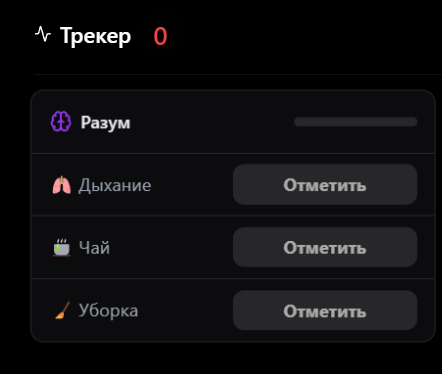 Трекер 0
Разум
Дыхание Отметить
Чай Отметить
Уборка Отметить